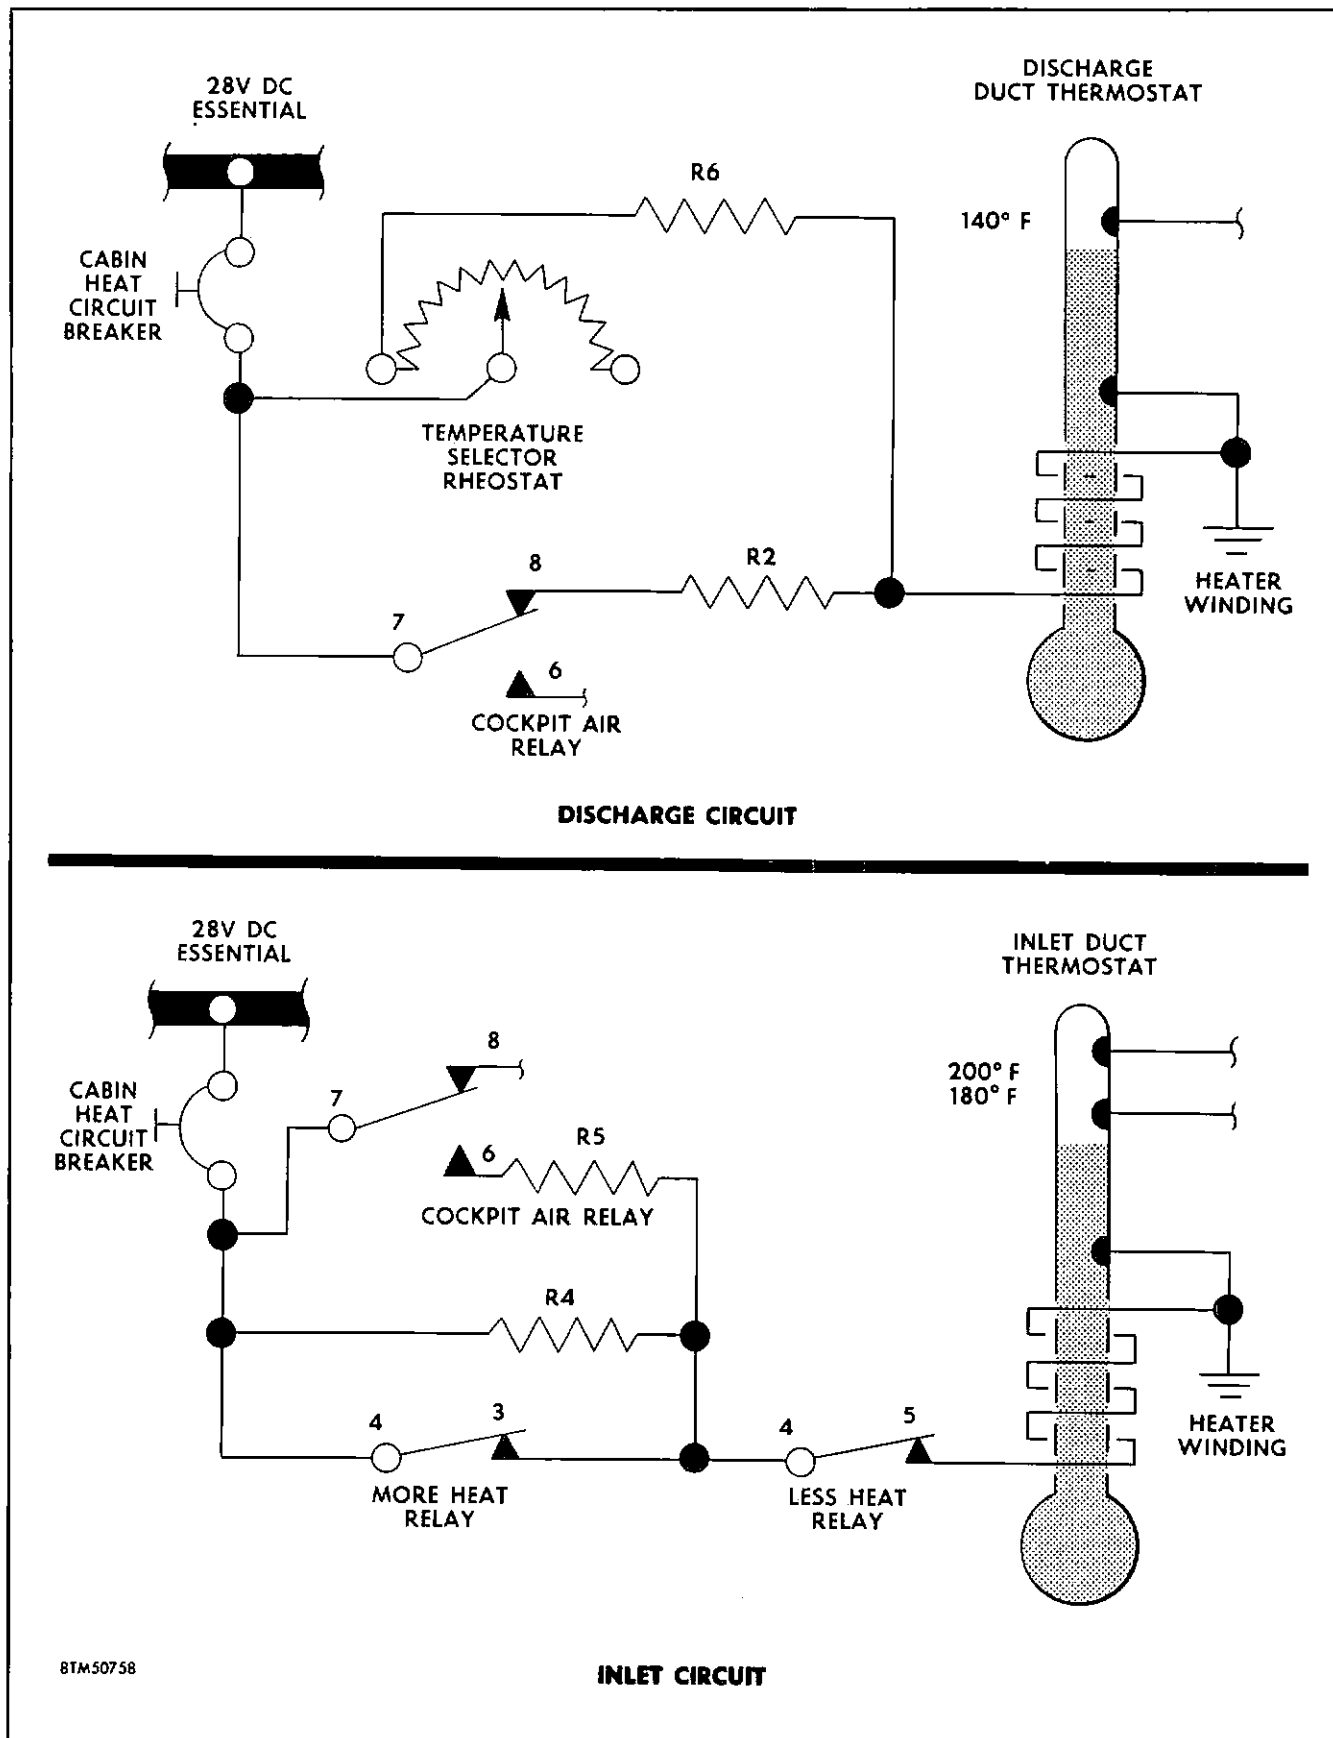 28V DC
ESSENTIAL
DISCHARGE
DUCT THERMOSTAT
R6
140° F
CABIN
HEAT
CIRCUIT
BREAKER
TEMPERATURE
SELECTOR
RHEOSTAT
8
R2
7
6
COCKPIT AIR
RELAY
HEATER
WINDING
DISCHARGE CIRCUIT
28V DC
ESSENTIAL
INLET DUCT
THERMOSTAT
8
7
200° F
180° F
CABIN
HEAT
CIRCUIT
BREAKER
6
R5
COCKPIT AIR RELAY
R4
4
3
MORE HEAT
RELAY
4
5
LESS HEAT
RELAY
HEATER
WINDING
8TM50758
INLET CIRCUIT